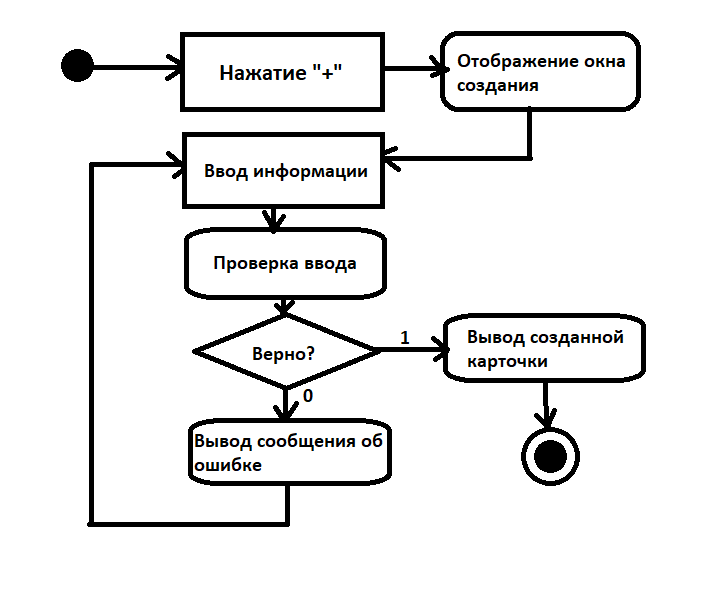 Нажатие "+"
Отображение окна
создания
Ввод информации
Проверка ввода
Верно?
1
Вывод созданной
карточки
0
Вывод сообщения об
ошибке